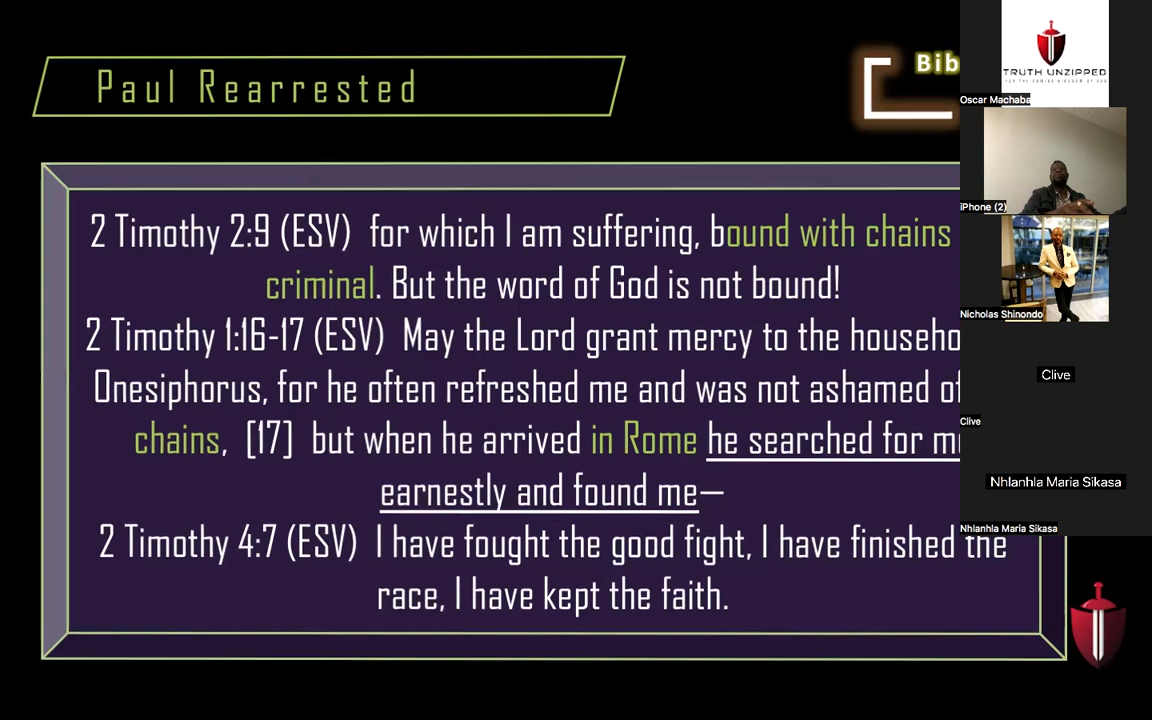 Paul Rearrested
Bib
2 Timothy 2:9 (ESV) for which I am suffering, bound with chains
criminal. But the word of God is not bound!
2 Timothy 1:16-17 (ESV) May the Lord grant mercy to the househo
Onesiphorus, for he often refreshed me and was not ashamed of
chains, [17] but when he arrived in Rome he searched for me
earnestly and found me—
2 Timothy 4:7 (ESV) I have fought the good fight, I have finished the
race, I have kept the faith.
TRUTH UNZIPPED
Oscar Machaba
iPhone (2)
Nicholas Shinondo
Clive
Clive
Nhlanhla Maria Sikasa
Nhlanhla Maria Sikasa